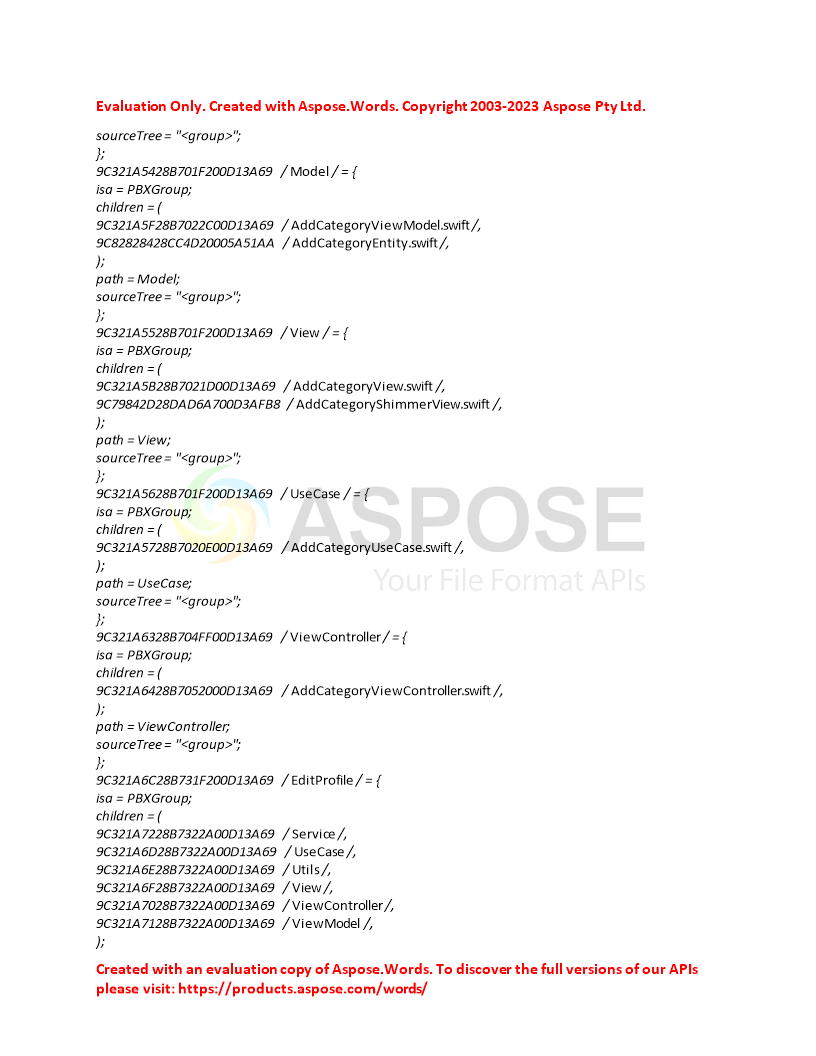 Evaluation Only. Created with Aspose.Words. Copyright 2003-2023 Aspose Pty Ltd.
sourceTree = "<group>";
};
9C321A5428B701F200D13A69 / Model / = {
isa = PBXGroup;
children = (
9C321A5F28B7022C00D13A69 / AddCategoryViewModel.swift /,
9C82828428CC4D20005A51AA / AddCategoryEntity.swift /,
);
path = Model;
sourceTree = "<group>";
};
9C321A5528B701F200D13A69 / View / = {
isa = PBXGroup;
children = (
9C321A5B28B7021D00D13A69 / AddCategoryView.swift /,
9C79842D28DAD6A700D3AFB8 / AddCategoryShimmerView.swift /,
);
path = View;
sourceTree = "<group>";
};
9C321A5628B701F200D13A69 / UseCase / = {
isa = PBXGroup;
children = (
9C321A5728B7020E00D13A69 / AddCategoryUseCase.swift /,
);
path = UseCase;
sourceTree = "<group>";
};
9C321A6328B704FF00D13A69 / ViewController / = {
isa = PBXGroup;
children = (
9C321A6428B7052000D13A69 / AddCategoryViewController.swift /,
);
path = ViewController;
sourceTree = "<group>";
};
9C321A6C28B731F200D13A69 / EditProfile / = {
isa = PBXGroup;
children = (
9C321A7228B7322A00D13A69 / Service /,
9C321A6D28B7322A00D13A69 / UseCase /,
9C321A6E28B7322A00D13A69 / Utils /,
9C321A6F28B7322A00D13A69 / View /,
9C321A7028B7322A00D13A69 / ViewController /,
9C321A7128B7322A00D13A69 / ViewModel /,
);
Created with an evaluation copy of Aspose.Words. To discover the full versions of our APIs
please visit: https://products.aspose.com/words/
ASPOSE
Your File Format APIs